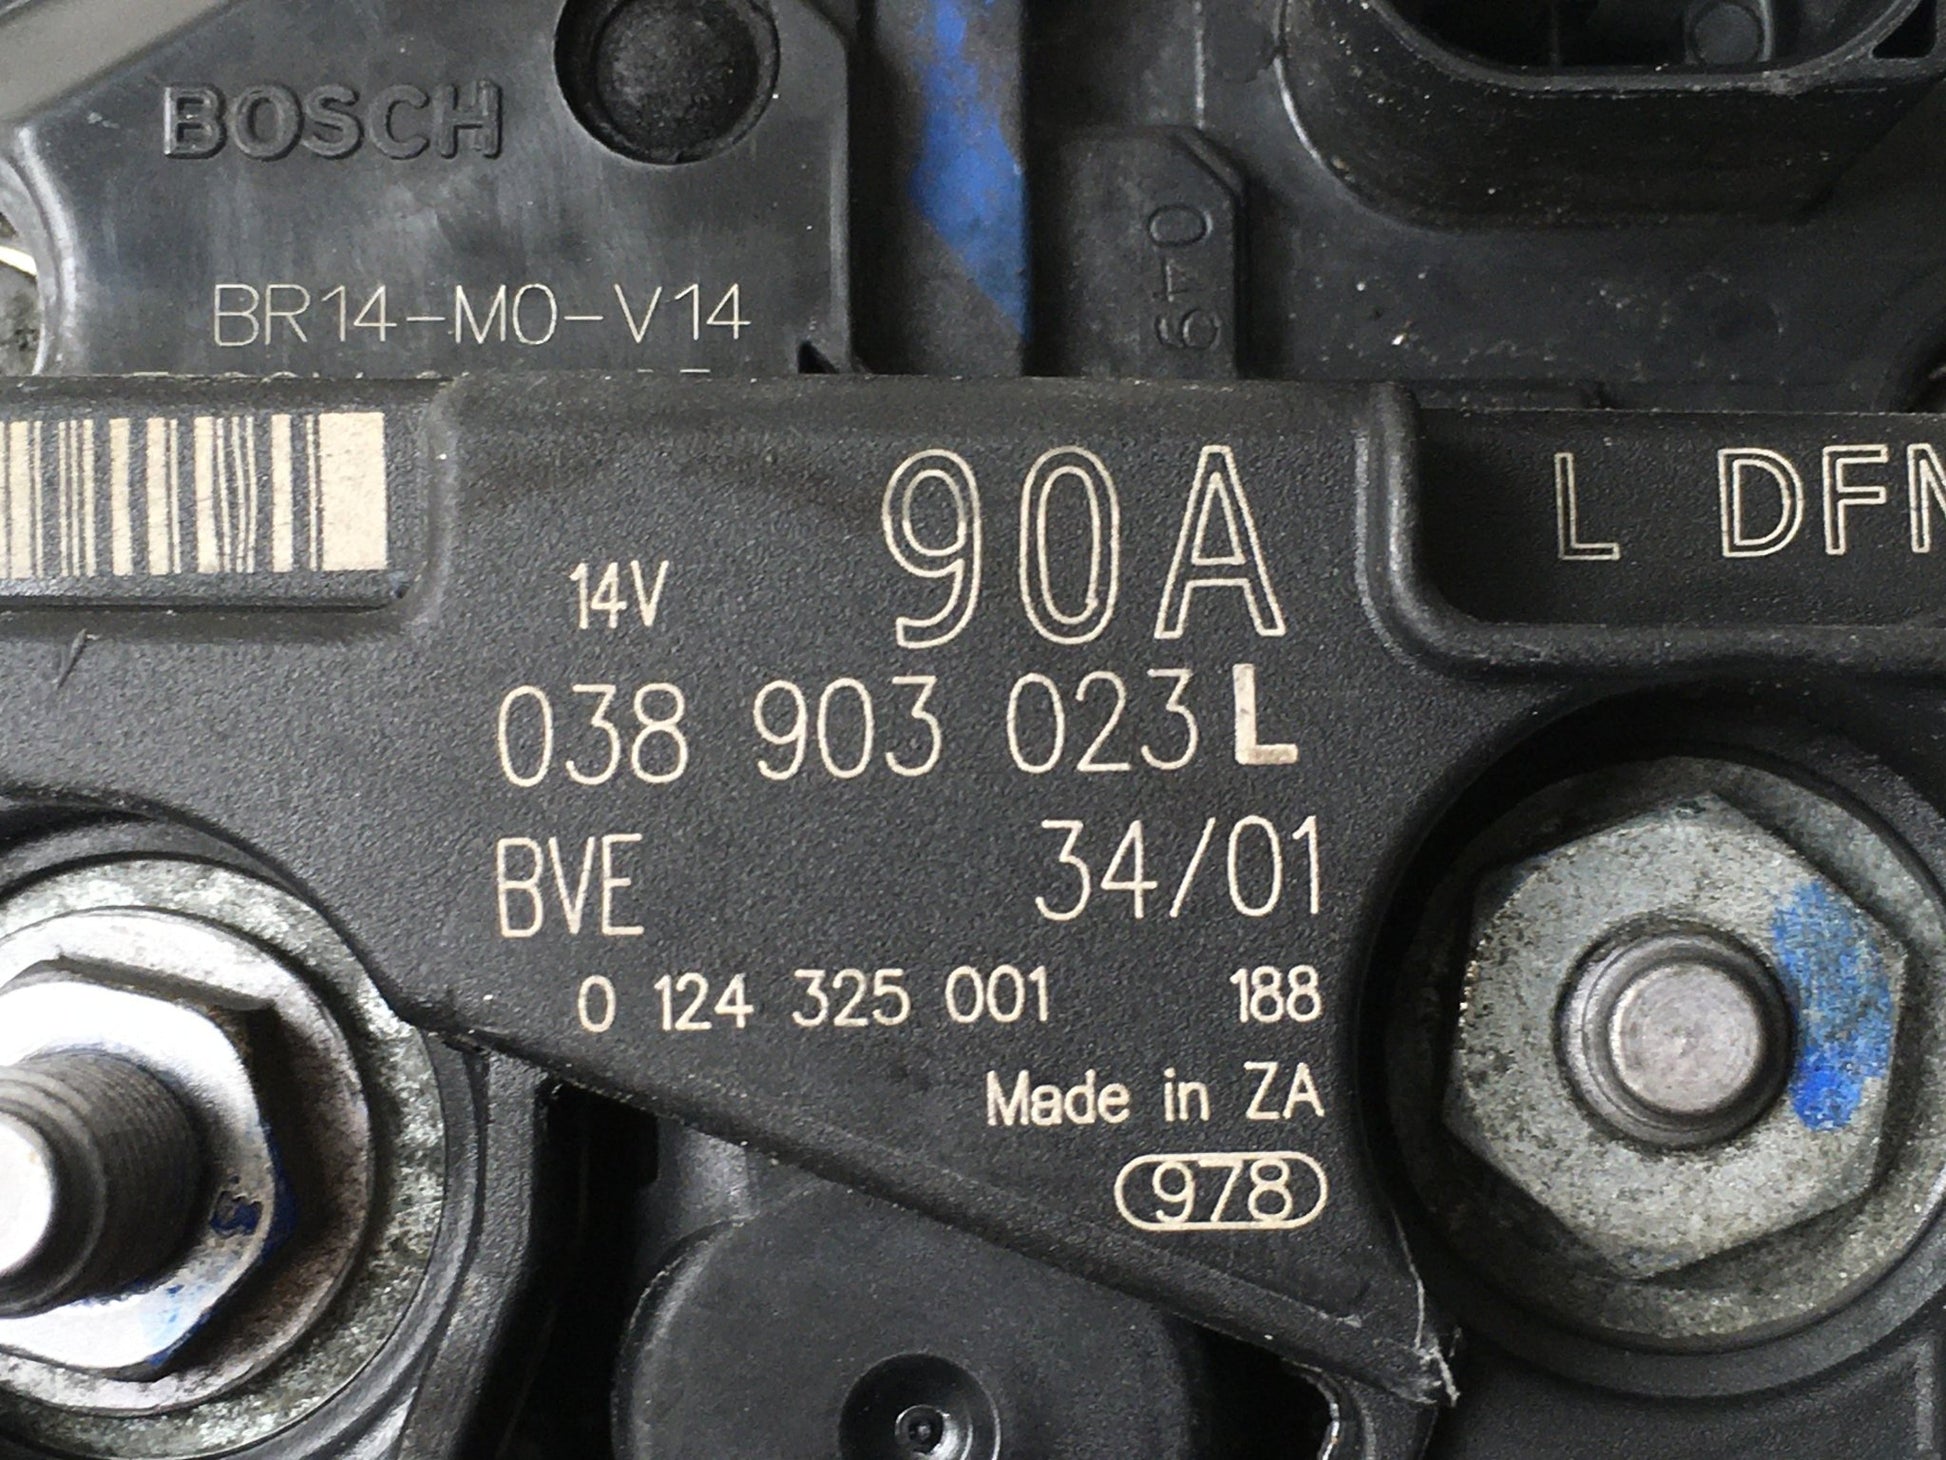 BOSCH
BR14-M0-V14
049
90A
L DFM
14V
038 903 023 L
BVE 34/01
0 124 325 001 188
Made in ZA
978